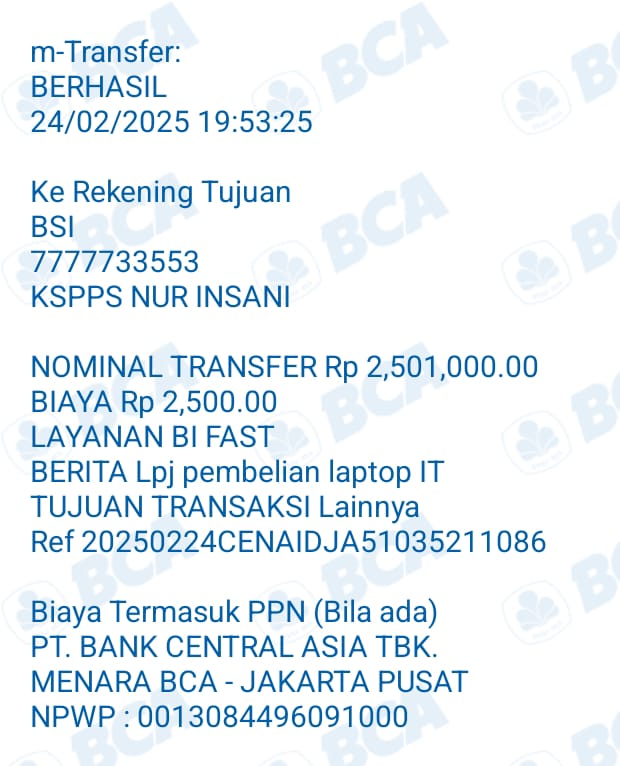 m-Transfer:
BERHASIL
24/02/2025 19:53:25
Ke Rekening Tujuan
BSI
7777733553
KSPPS NUR INSANI
NOMINAL TRANSFER Rp 2,501,000.00
BIAYA Rp 2,500.00
LAYANAN BI FAST
BERITA Lpj pembelian laptop IT
TUJUAN TRANSAKSI Lainnya
Ref 20250224CENAIDJA51035211086
Biaya Termasuk PPN (Bila ada)
PT. BANK CENTRAL ASIA TBK.
MENARA BCA - JAKARTA PUSAT
NPWP : 0013084496091000